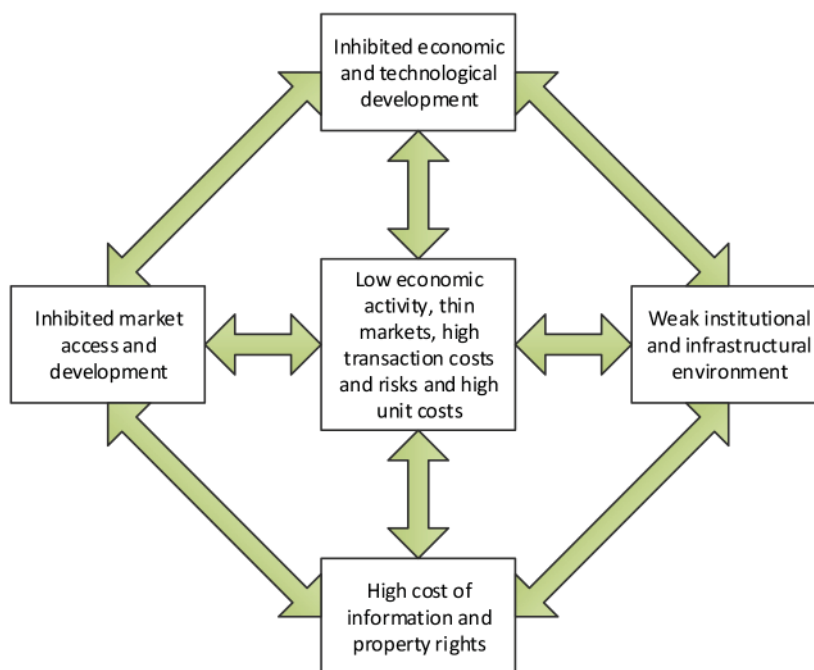 Inhibited economic
and technological
development
Inhibited market
access and
development
Low economic
activity, thin
markets, high
transaction costs
and risks and high
unit costs
Weak institutional
and infrastructural
environment
High cost of
information and
property rights